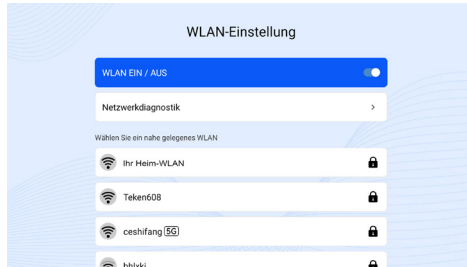 WLAN-Einstellung
WLAN EIN / AUS
Netzwerkdiagnostik
Wählen Sie ein nahe gelegenes WLAN
Ihr Heim-WLAN
Teken608
ceshifang 5G